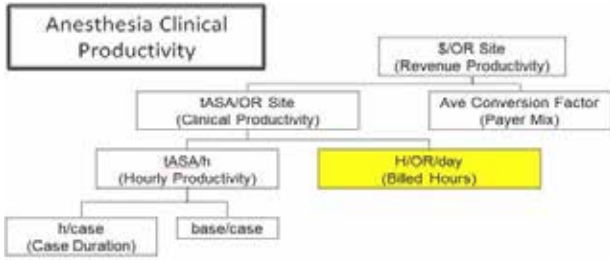 Anesthesia Clinical
Productivity
$/OR Site
(Revenue Productivity)
tASA/OR Site
(Clinical Productivity)
Ave Conversion Factor
(Payer Mix)
tASA/h
(Hourly Productivity)
H/OR/day
(Billed Hours)
h/case
(Case Duration)
base/case